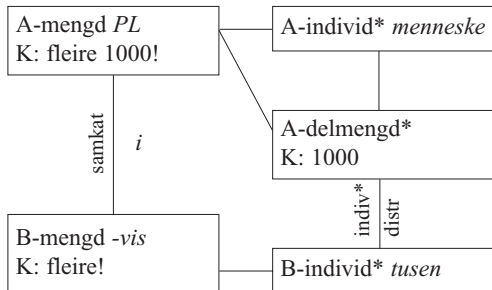 A-mengd PL
K: fleire 1000!
A-individ* menneske
A-delmengd*
K: 1000
samkat
i
indiv*
distr
B-mengd -vis
K: fleire!
B-individ* tusen